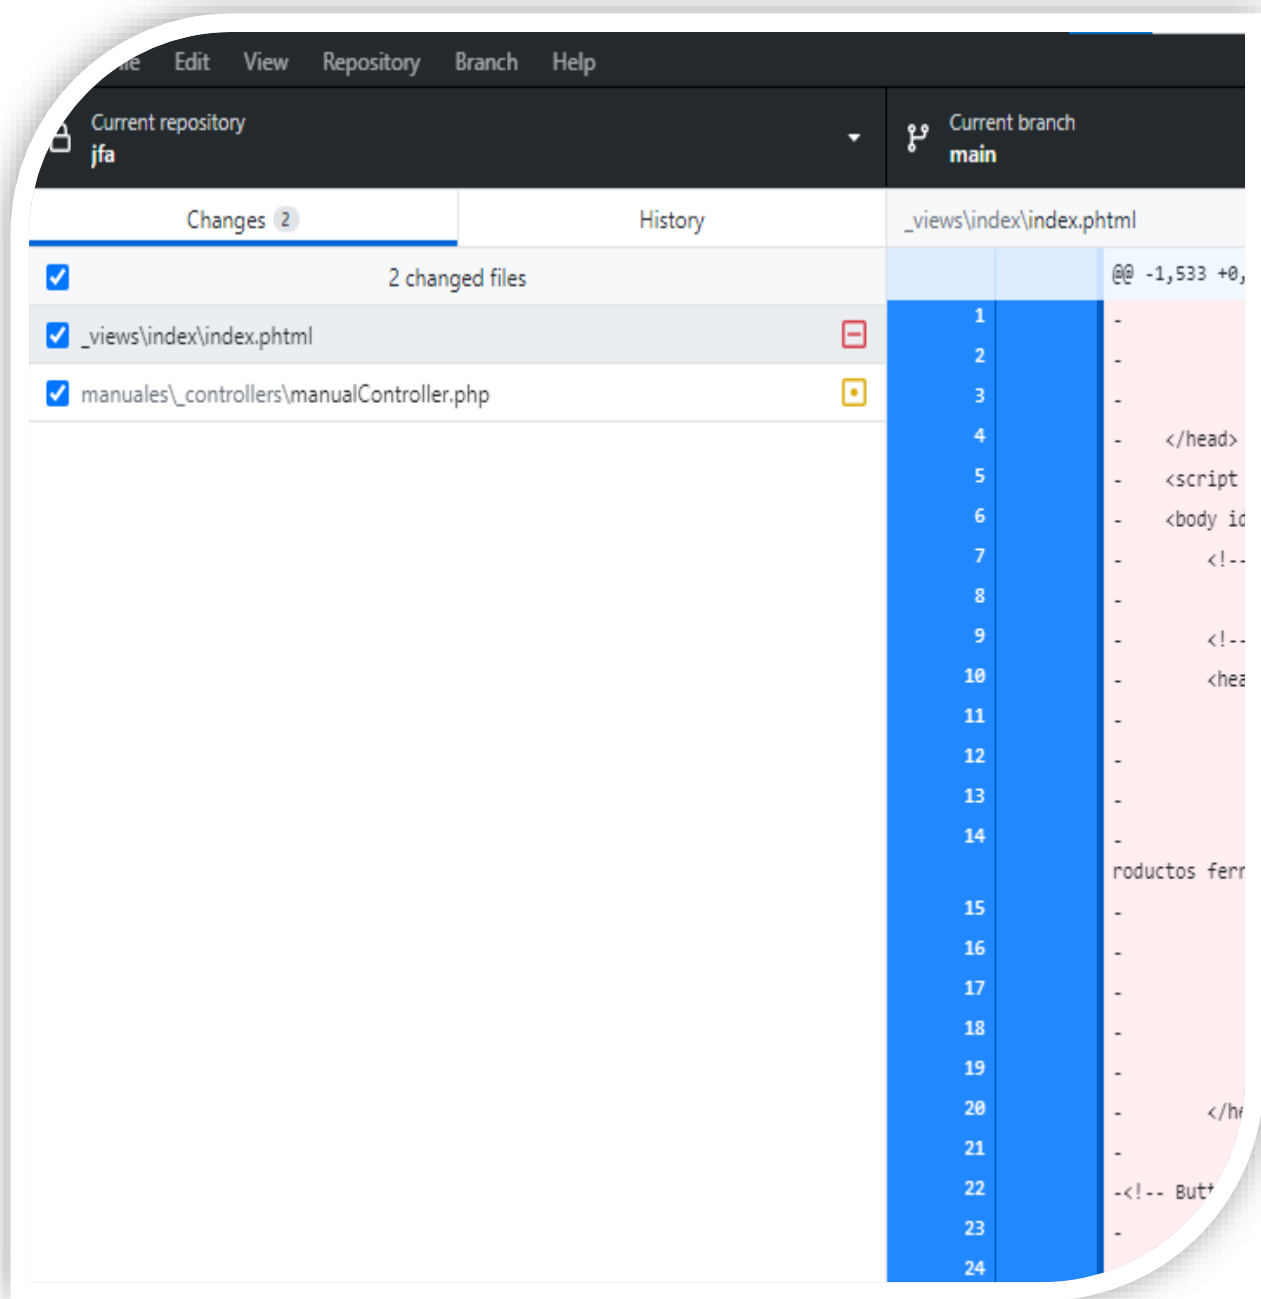 Edit View Repository Branch Help
Current repository
jfa
Current branch
main
Changes 2
History
_views\index\index.phtml
2 changed files
@@ -1,533 +0,
_views\index\index.phtml
manuales\_controllers\manualController.php
1 -
2 -
3 -
4 - </head>
5 - <script
6 - <body
7 - <!--
8 -
9 - <!--
10 -
11 -
12 -
13 -
14 -
roductos
15 -
16 -
17 -
18 -
19 -
20 -
21 -
22 -<!--
23 -
24